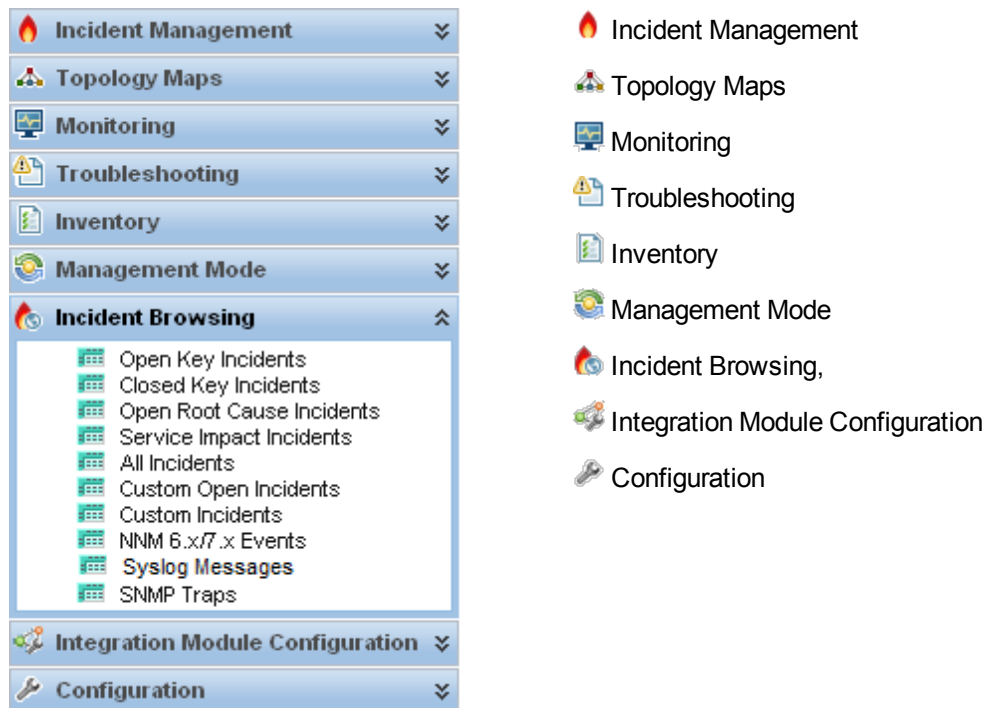 Incident Management
Topology Maps
Monitoring
Troubleshooting
Inventory
Management Mode
Incident Browsing
Open Key Incidents
Closed Key Incidents
Open Root Cause Incidents
Service Impact Incidents
All Incidents
Custom Open Incidents
Custom Incidents
NNM 6.x/7.x Events
Syslog Messages
SNMP Traps
Integration Module Configuration
Configuration
Incident Management
Topology Maps
Monitoring
Troubleshooting
Inventory
Management Mode
Incident Browsing,
Integration Module Configuration
Configuration